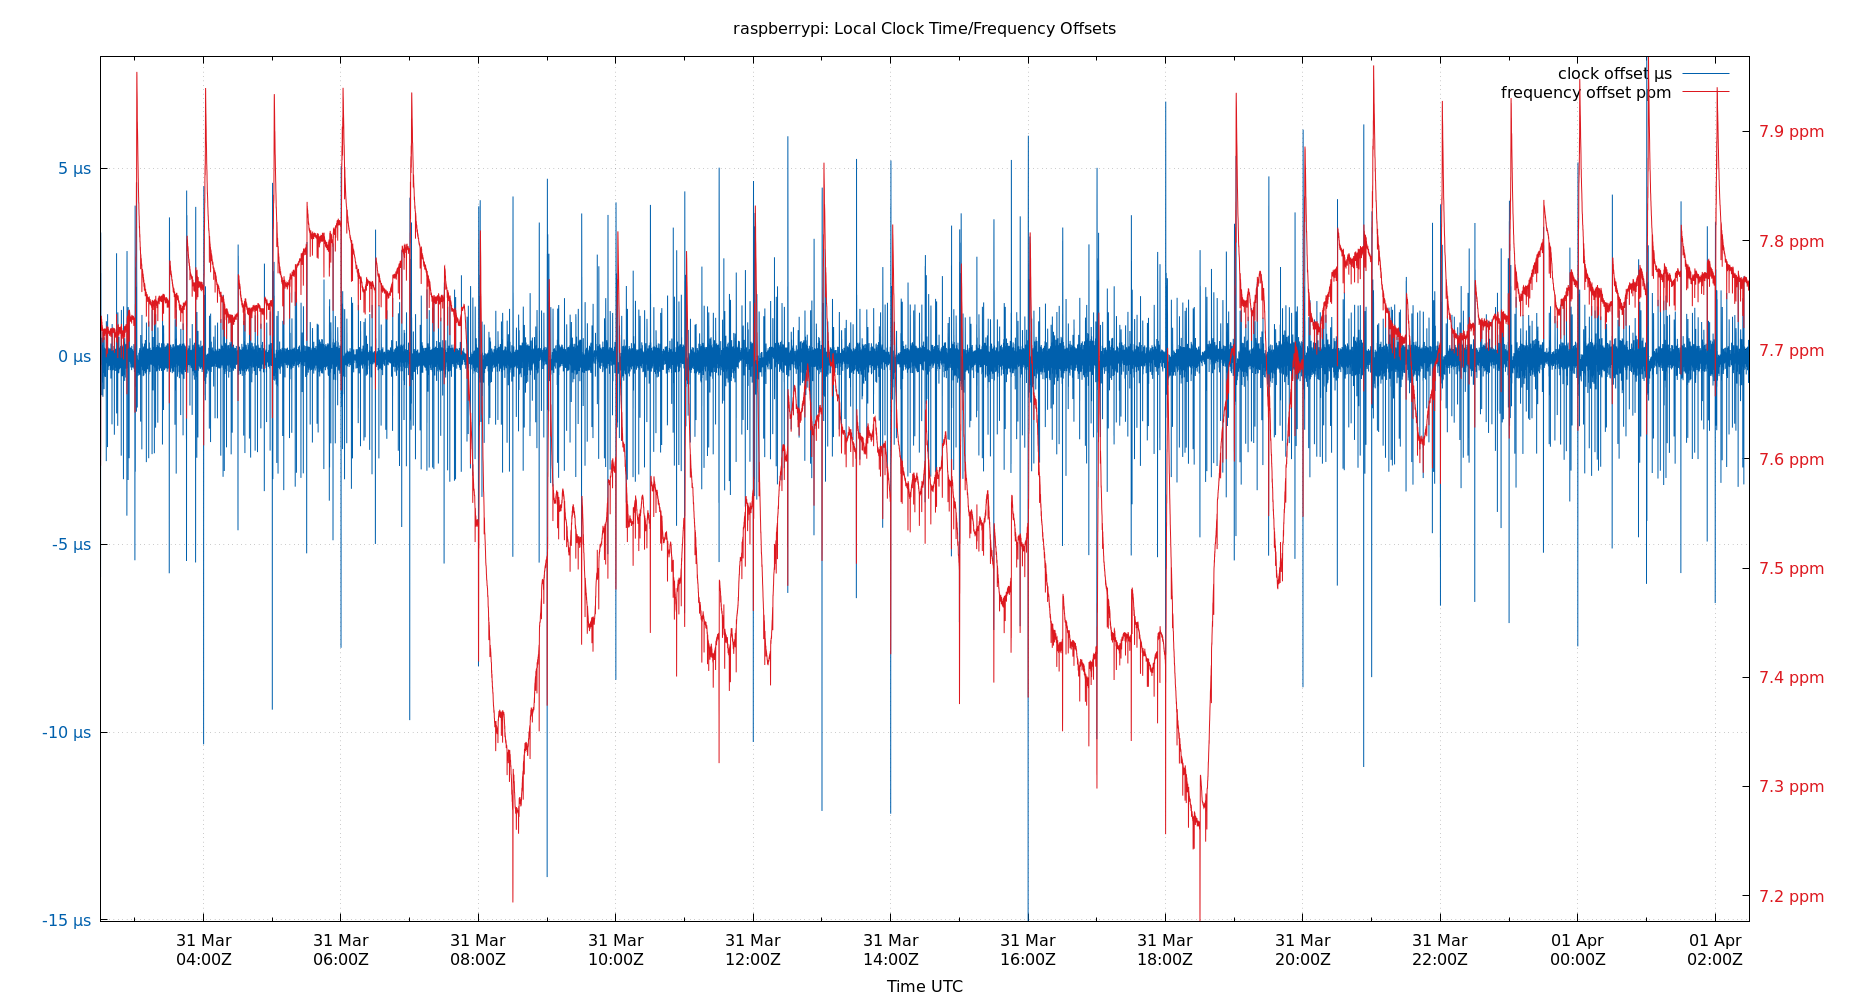 raspberrypi: Local Clock Time/Frequency Offsets
clock offset µs
frequency offset ppm
5 µs
0 µs
-5 µs
-10 µs
-15 µs
7.9 ppm
7.8 ppm
7.7 ppm
7.6 ppm
7.5 ppm
7.4 ppm
7.3 ppm
7.2 ppm
31 Mar
04:00Z
31 Mar
06:00Z
31 Mar
08:00Z
31 Mar
10:00Z
31 Mar
12:00Z
31 Mar
14:00Z
31 Mar
16:00Z
31 Mar
18:00Z
31 Mar
20:00Z
31 Mar
22:00Z
01 Apr
00:00Z
01 Apr
02:00Z
Time UTC